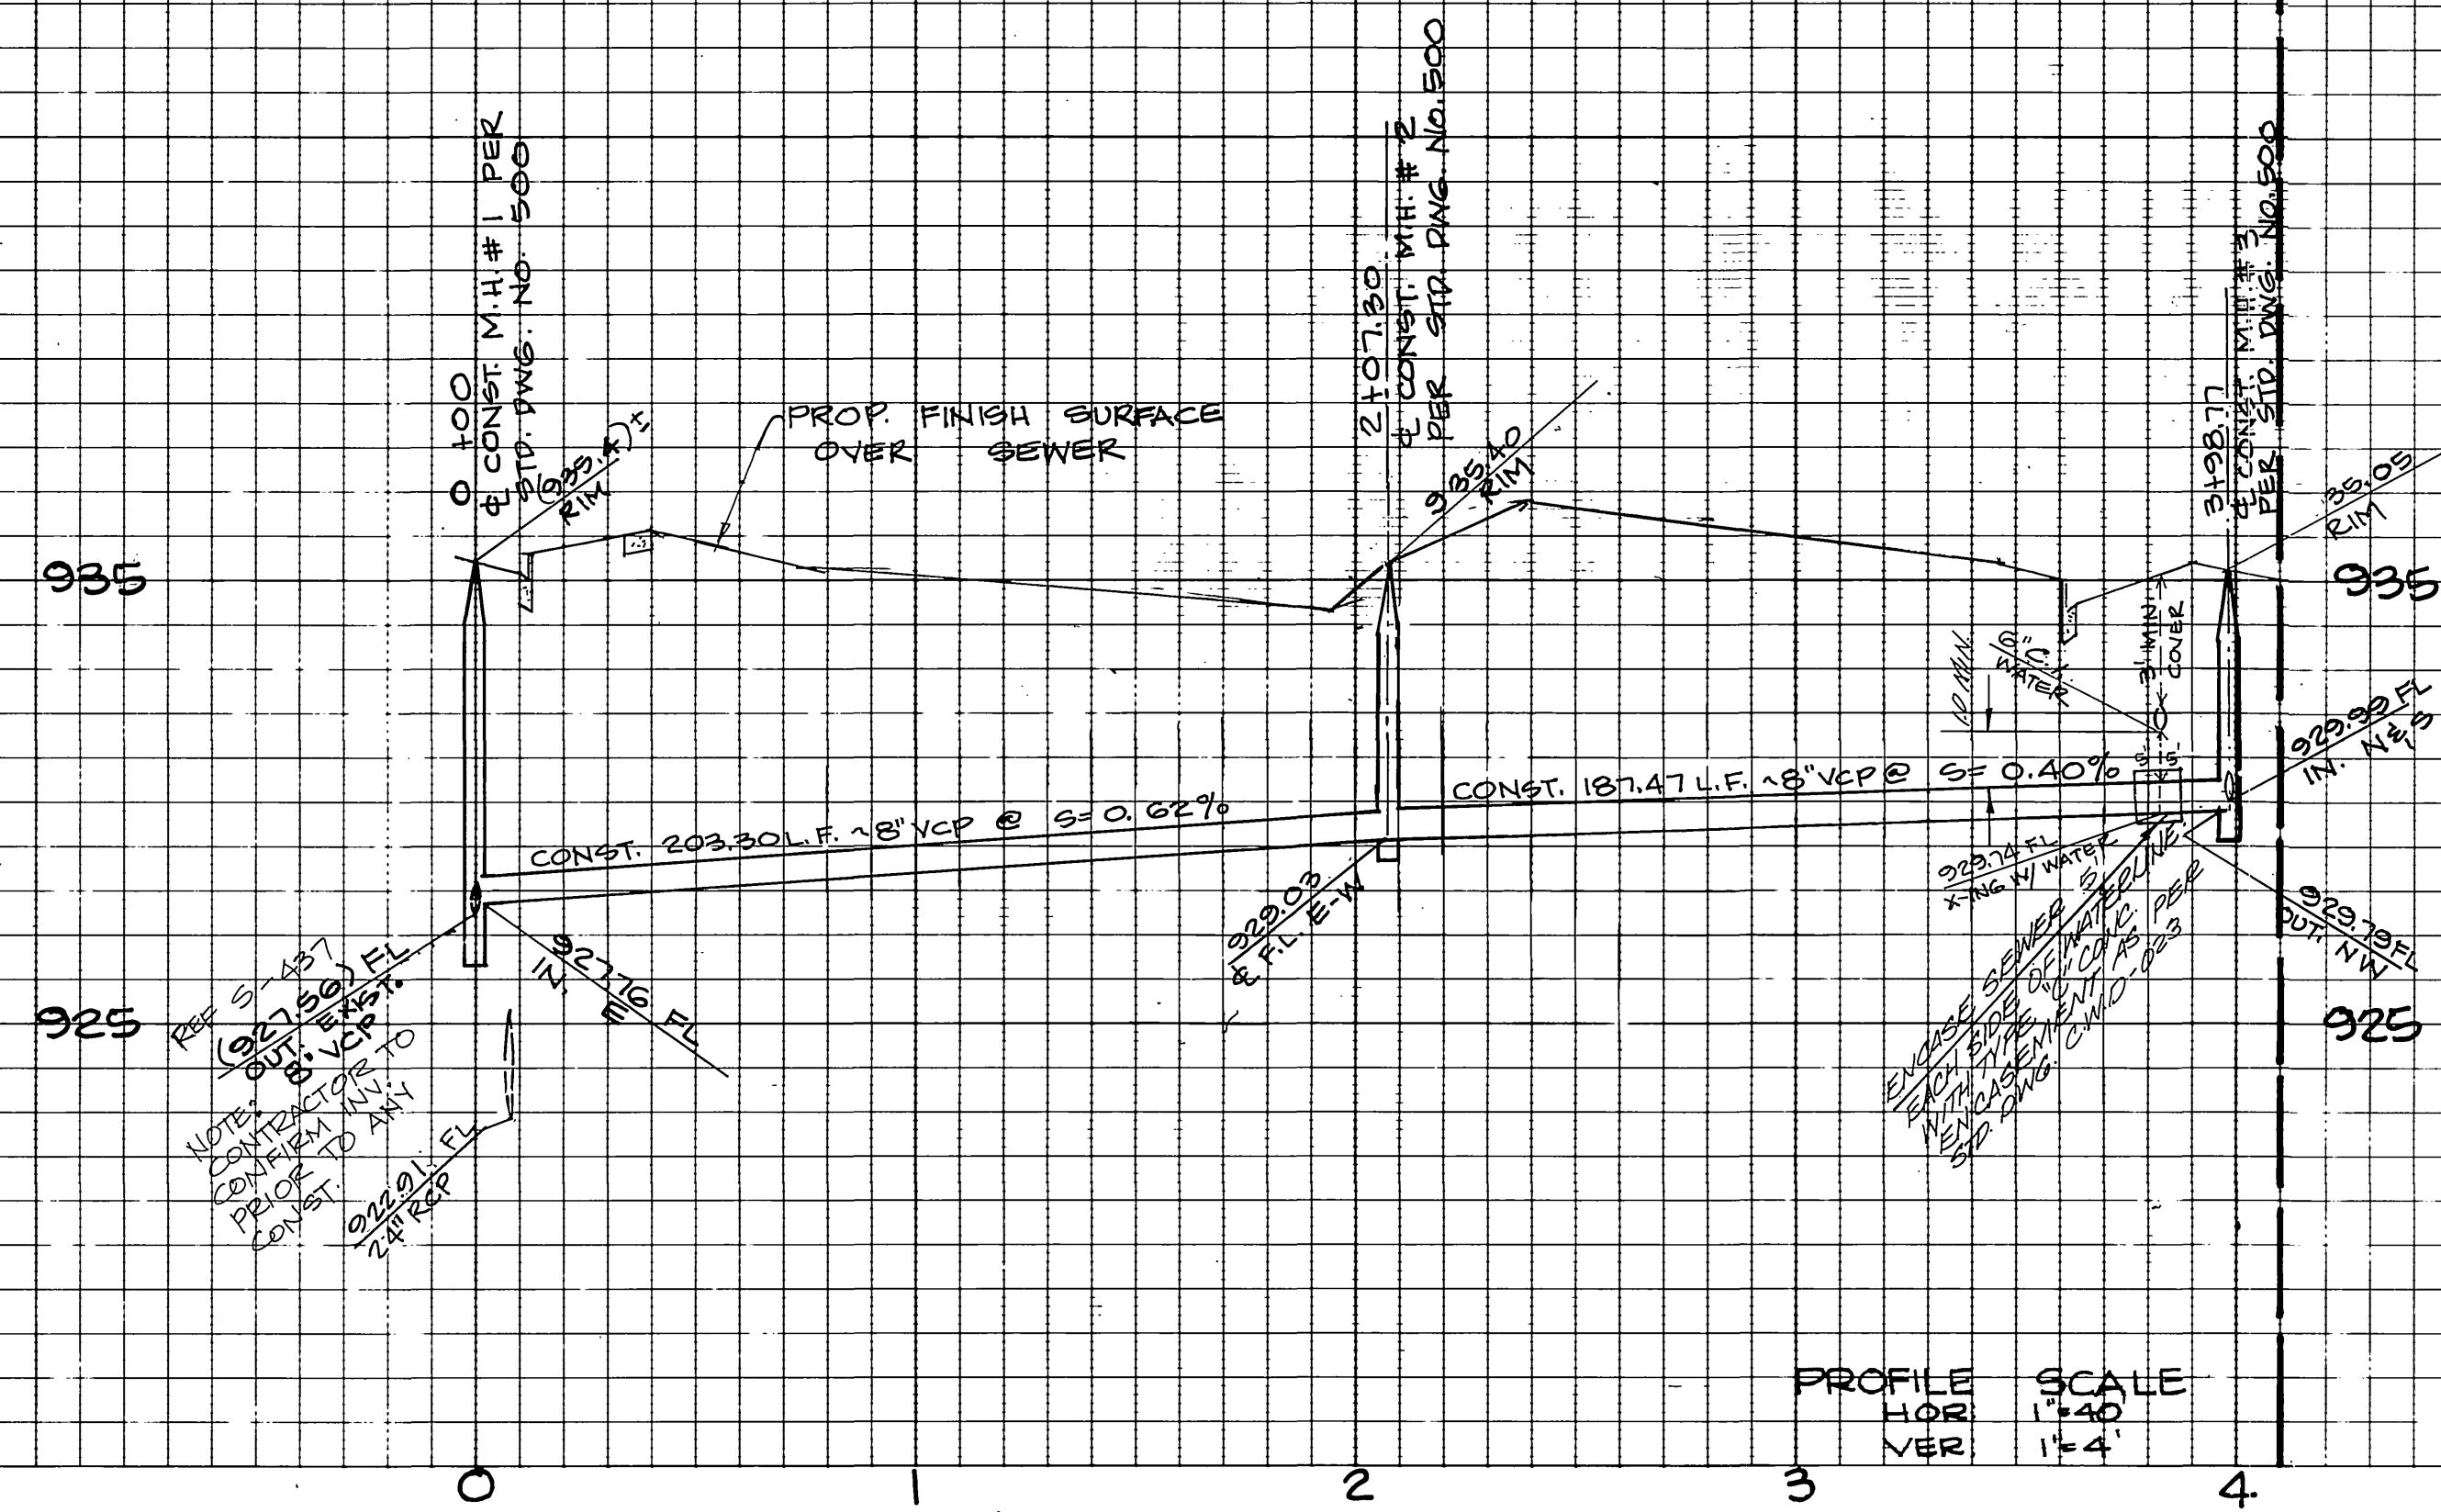 0+00
℄ CONST. M.H. # 1 PER
STD. DWG. NO. 500
(935.4)±
RIM
PROP. FINISH SURFACE
OVER SEWER
2+07.30
℄ CONST. M.H. # 2
PER STD. DWG. NO. 500
935.40
RIM
3+98.77
℄ CONST. M.H. # 3
PER STD. DWG. NO. 500
35.05
RIM
935
935
1.0 MIN.
WATER
3' MIN
COVER
929.99 FL
IN. N & S
CONST. 203.30 L.F. ~ 8" VCP @ S= 0.62%
CONST. 187.47 L.F. ~ 8" VCP @ S= 0.40%
5' 5'
929.74 FL
X-ING W/ WATER
929.03
℄ F.L. E-W
929.79 FL
OUT. NW
ENCASE SEWER 5'
EACH SIDE OF WATERLINE
WITH TYPE "C" CONC.
ENCASEMENT AS PER
STD. DWG. C.W.D-023
REF S-437
(927.56) FL
OUT. EXIST.
8" VCP
927.76 FL
IN. E
925
925
NOTE:
CONTRACTOR TO
CONFIRM INV.
PRIOR TO ANY
CONST.
922.91 FL
24" RCP
PROFILE SCALE
HOR 1"=40'
VER 1"=4'
0 1 2 3 4